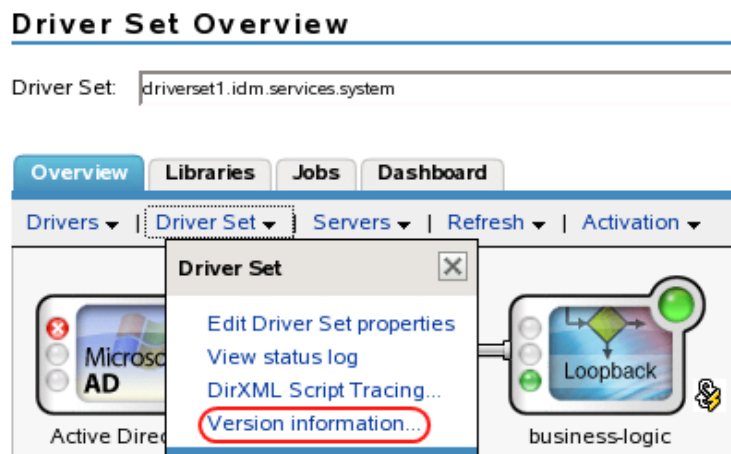 Driver Set Overview
Driver Set: driverset1.idm.services.system
Overview Libraries Jobs Dashboard
Drivers | Driver Set | Servers | Refresh | Activation
Driver Set
Edit Driver Set properties
View status log
DirXML Script Tracing...
Version information...
AD
Loopback
Active
business-logic